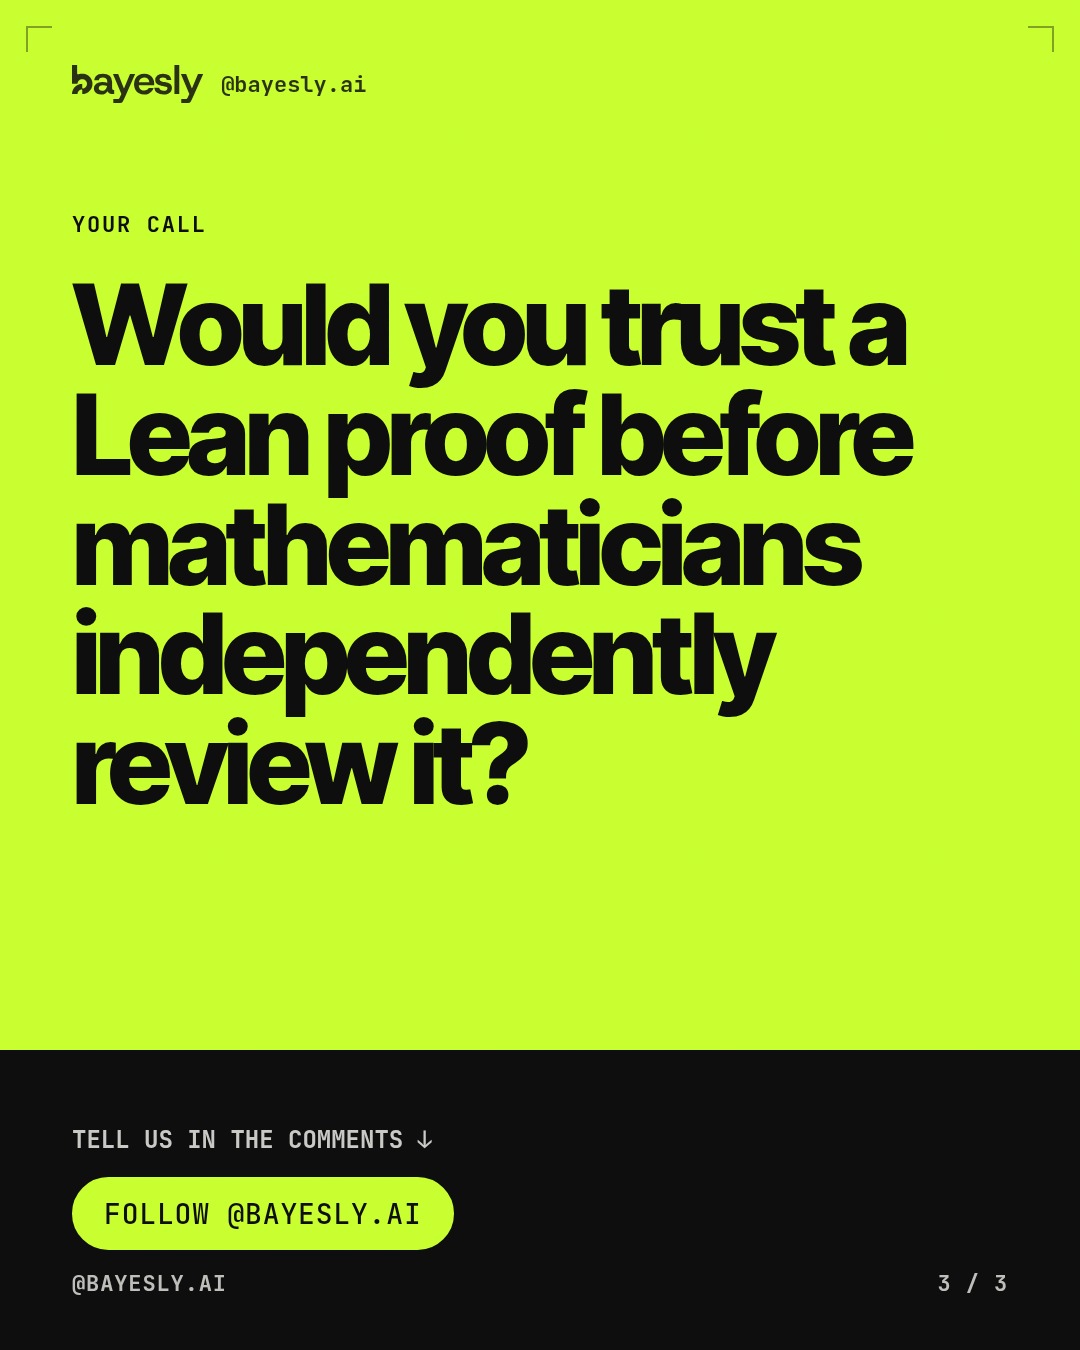 bayesly @bayesly.ai
YOUR CALL
Would you trust a
Lean proof before
mathematicians
independently
review it?
TELL US IN THE COMMENTS ↓
FOLLOW @BAYESLY.AI
@BAYESLY.AI
3 / 3